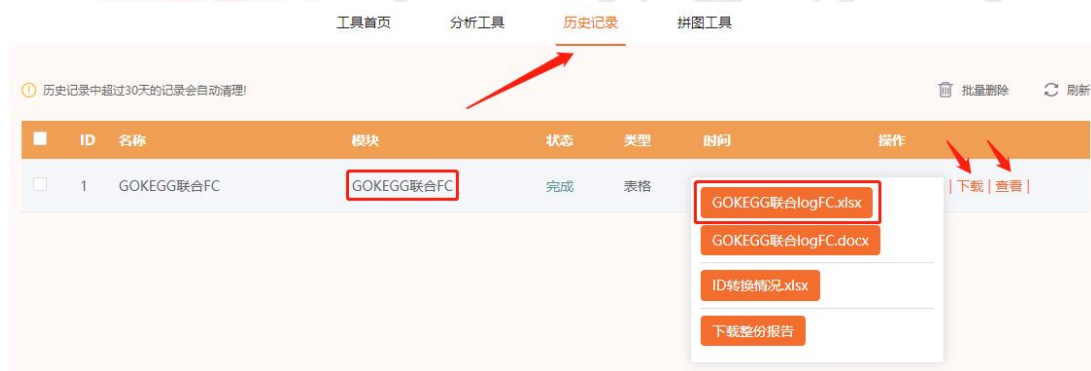 工具首页 分析工具 历史记录 拼图工具
历史记录中超过30天的记录会自动清理!
批量删除 刷新
ID 名称 模块 状态 类型 时间 操作
1 GOKEGG联合FC GOKEGG联合FC 完成 表格 | 下载 | 查看 |
GOKEGG联合logFC.xlsx
GOKEGG联合logFC.docx
ID转换情况.xlsx
下载整份报告